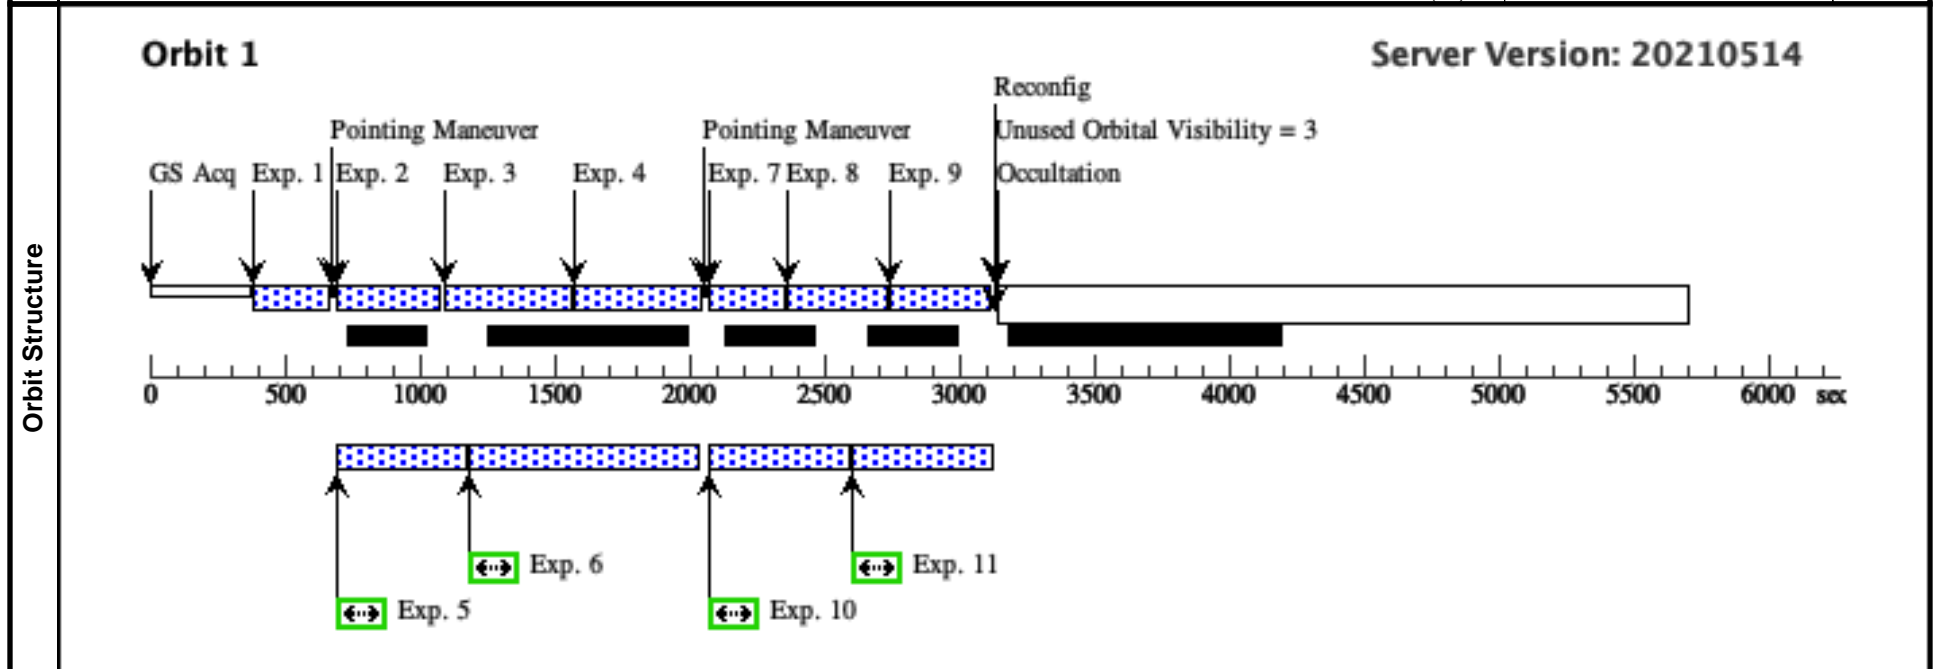 Orbit Structure
Orbit 1
Server Version: 20210514
Reconfig
Pointing Maneuver
Pointing Maneuver
Unused Orbital Visibility = 3
GS Acq
Exp. 1
Exp. 2
Exp. 3
Exp. 4
Exp. 7
Exp. 8
Exp. 9
Occultation
0 500 1000 1500 2000 2500 3000 3500 4000 4500 5000 5500 6000 sec
Exp. 6
Exp. 11
Exp. 5
Exp. 10